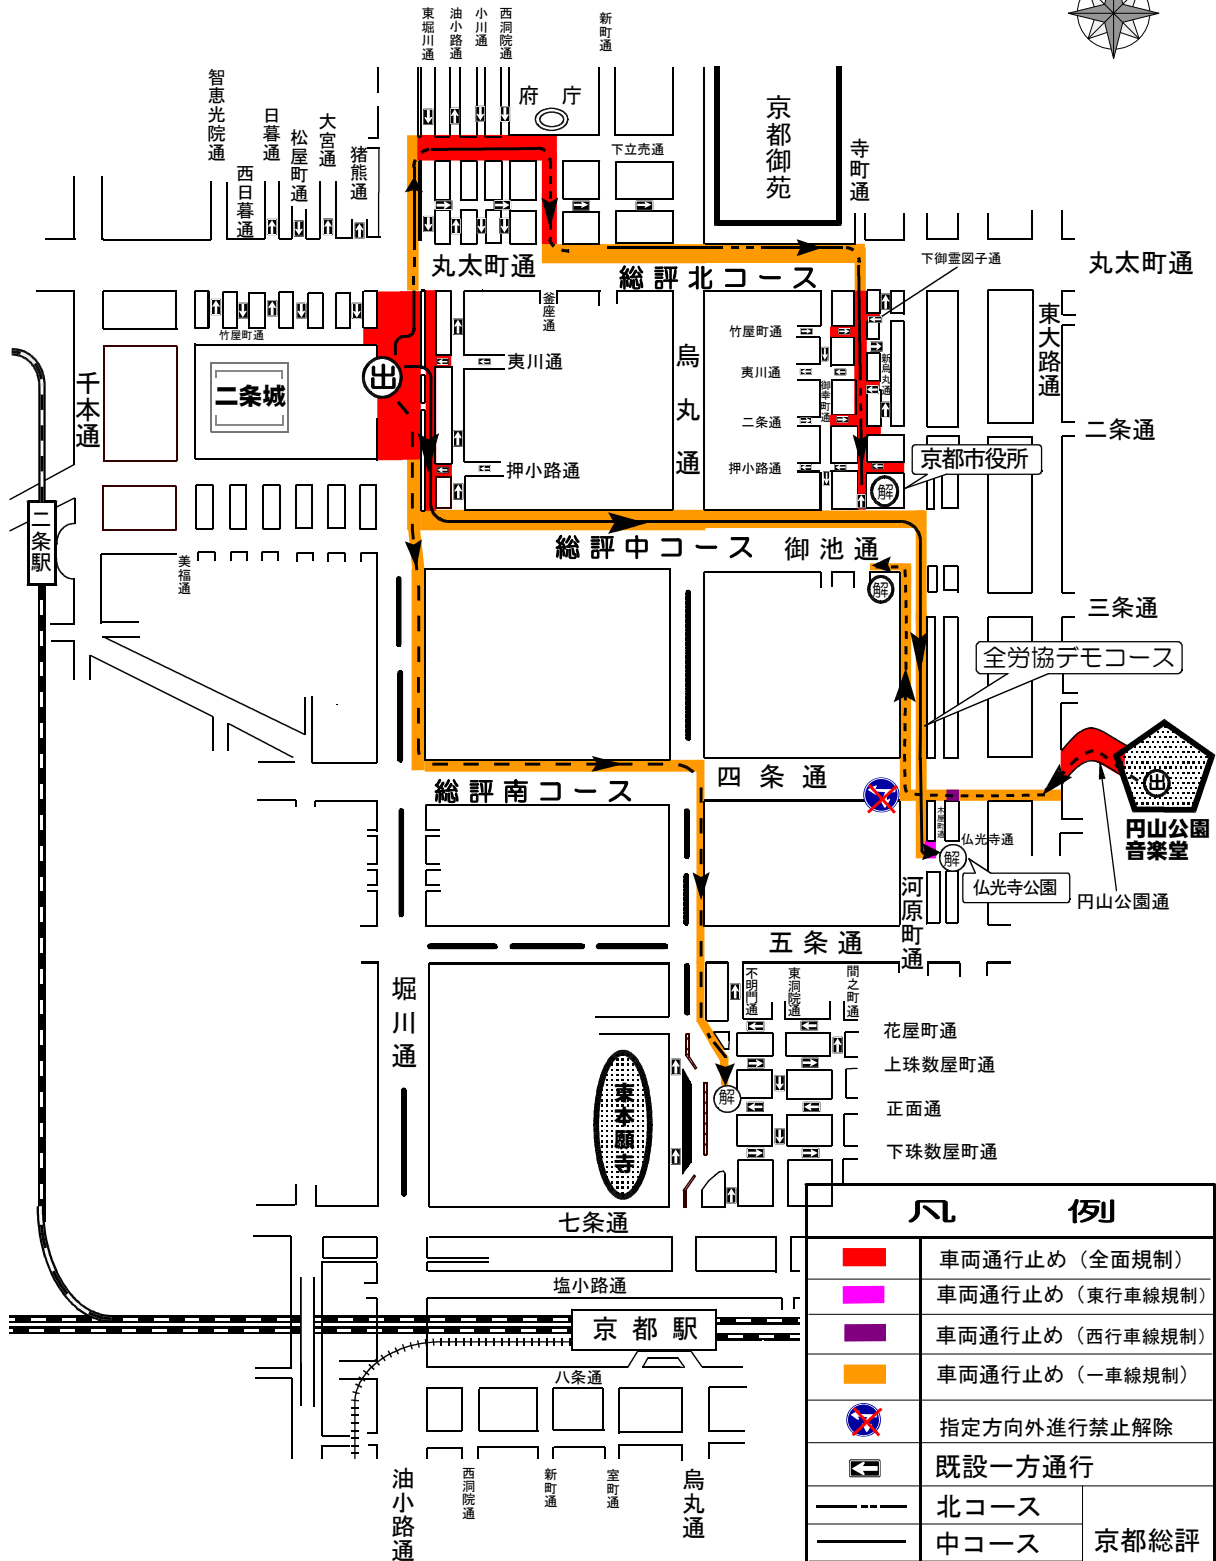 東堀川通
油小路通
小川通
西洞院通
新町通
府庁
京都御苑
寺町通
智恵光院通
日暮通
松屋町通
大宮通
猪熊通
西日暮通
下立売通
丸太町通
総評北コース
下御霊図子通
丸太町通
釜座通
竹屋町通
夷川通
烏丸通
竹屋町通
夷川通
二条通
押小路通
御幸町通
新烏丸通
東大路通
千本通
二条城
出
二条通
押小路通
京都市役所
解
二条駅
総評中コース
御池通
美福通
解
三条通
全労協デモコース
四条通
総評南コース
出
円山公園
音楽堂
木屋町通
仏光寺通
解
仏光寺公園
円山公園通
河原町通
五条通
堀川通
不明門通
東洞院通
間之町通
花屋町通
上珠数屋町通
正面通
下珠数屋町通
解
東本願寺
七条通
塩小路通
京都駅
八条通
油小路通
西洞院通
新町通
室町通
烏丸通
凡例
車両通行止め（全面規制）
車両通行止め（東行車線規制）
車両通行止め（西行車線規制）
車両通行止め（一車線規制）
指定方向外進行禁止解除
既設一方通行
北コース
中コース
京都総評